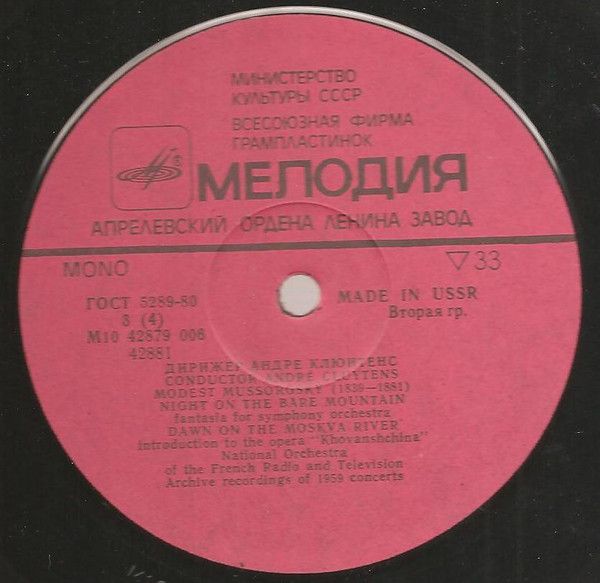 МИНИСТЕРСТВО
КУЛЬТУРЫ СССР
ВСЕСОЮЗНАЯ ФИРМА
ГРАМПЛАСТИНОК
МЕЛОДИЯ
АПРЕЛЕВСКИЙ ОРДЕНА ЛЕНИНА ЗАВОД
MONO
▽33
ГОСТ 5289-80
3 (4)
М10 42879 006
42881
MADE IN USSR
Вторая гр.
ДИРИЖЕР АНДРЕ КЛЮИТЕНС
CONDUCTOR ANDRE CLUYTENS
MODEST MUSSORGSKY (1839—1881)
NIGHT ON THE BARE MOUNTAIN
fantasia for symphony orchestra
DAWN ON THE MOSKVA RIVER
introduction to the opera "Khovanshchina"
National Orchestra
of the French Radio and Television
Archive recordings of 1959 concerts